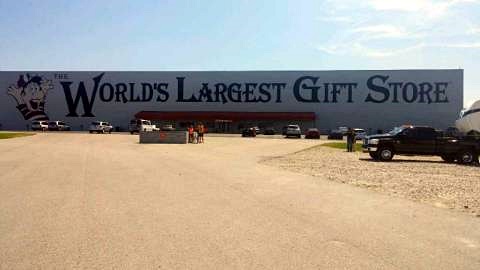 THE
WORLD'S LARGEST GIFT STORE